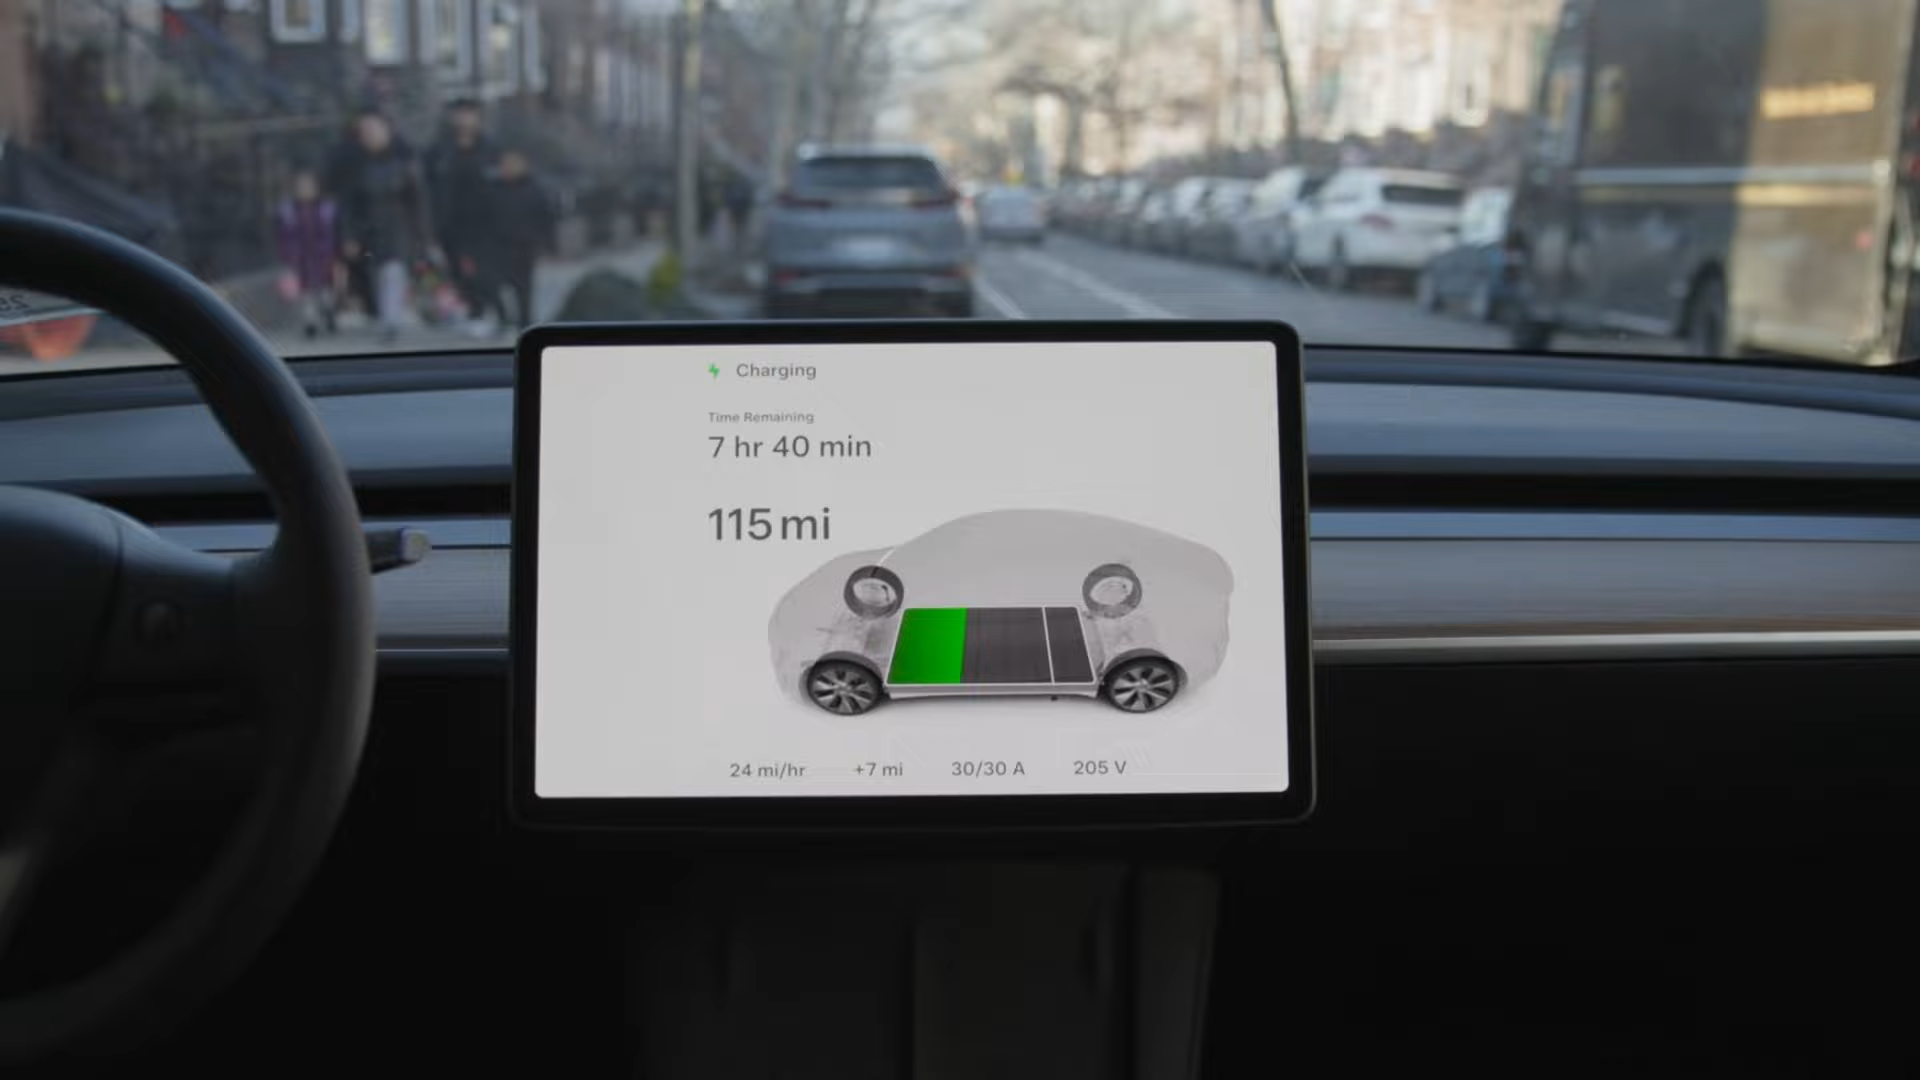 Charging
Time Remaining
7 hr 40 min
115 mi
24 mi/hr +7 mi 30/30 A 205 V